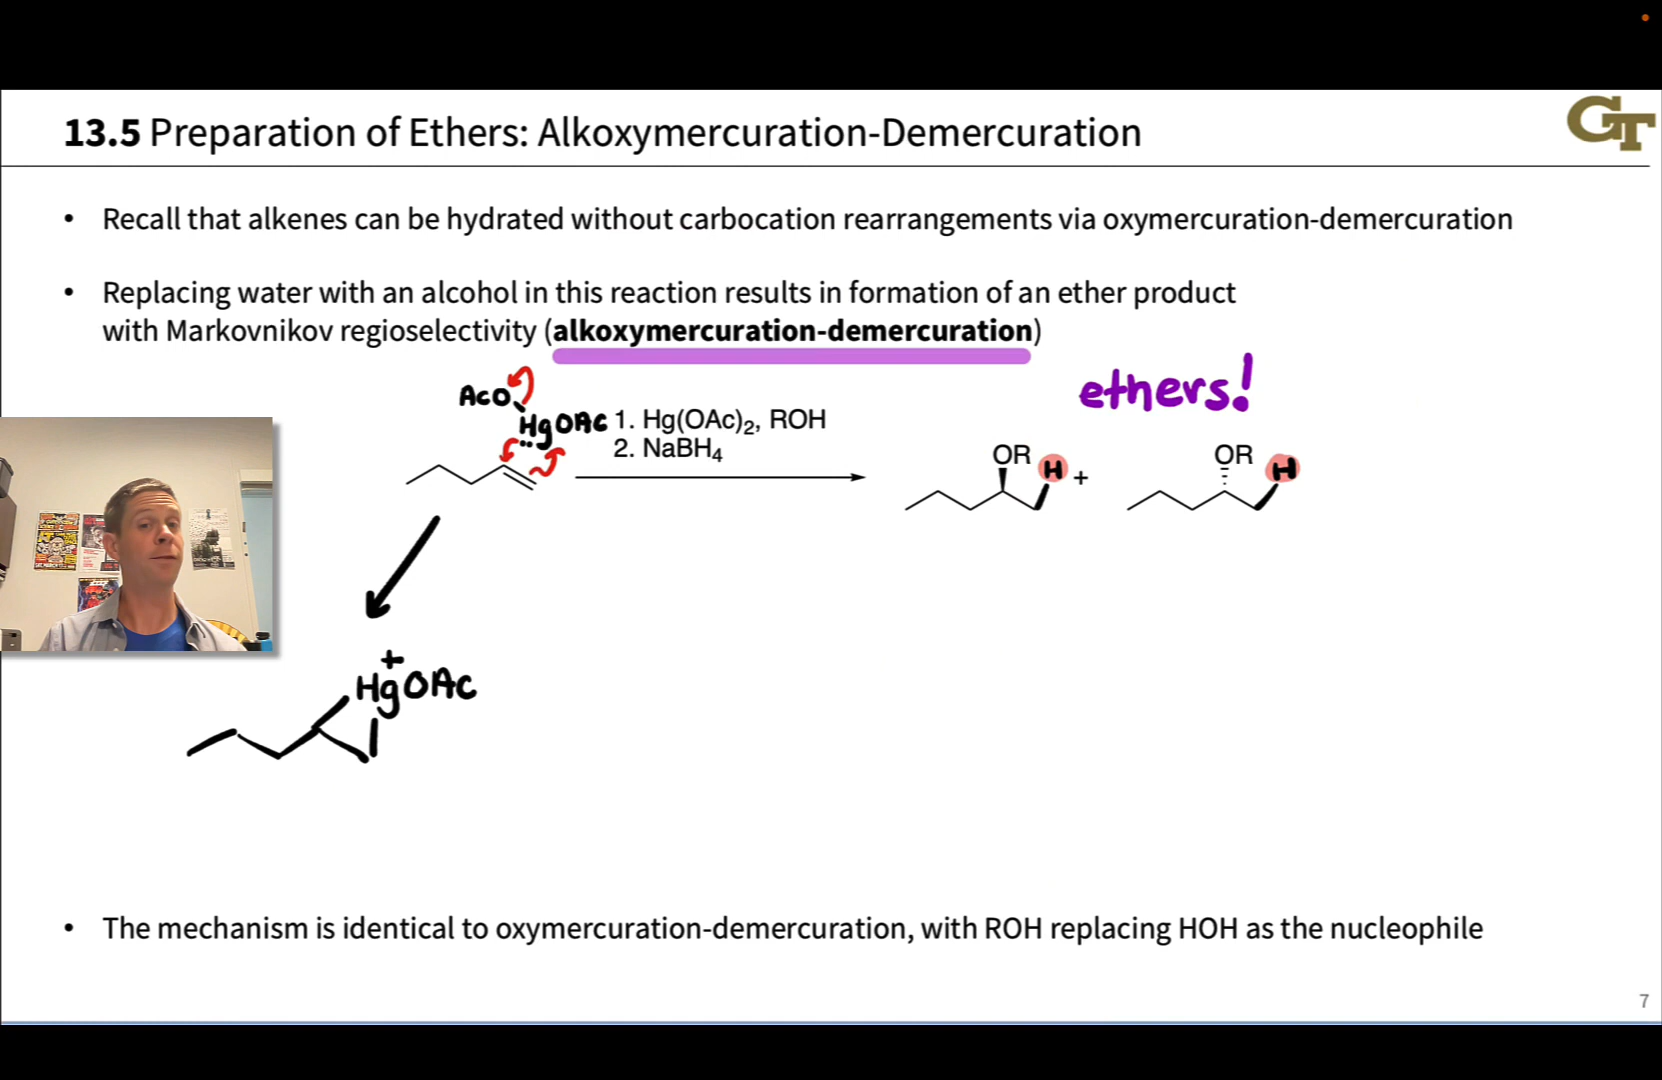 13.5 Preparation of Ethers: Alkoxymercuration-Demercuration
GT
• Recall that alkenes can be hydrated without carbocation rearrangements via oxymercuration-demercuration
• Replacing water with an alcohol in this reaction results in formation of an ether product
with Markovnikov regioselectivity (alkoxymercuration-demercuration)
ethers!
AcO
HgOAc
1. Hg(OAc)₂, ROH
2. NaBH₄
OR
H
+
OR
H
+
HgOAc
• The mechanism is identical to oxymercuration-demercuration, with ROH replacing HOH as the nucleophile
7